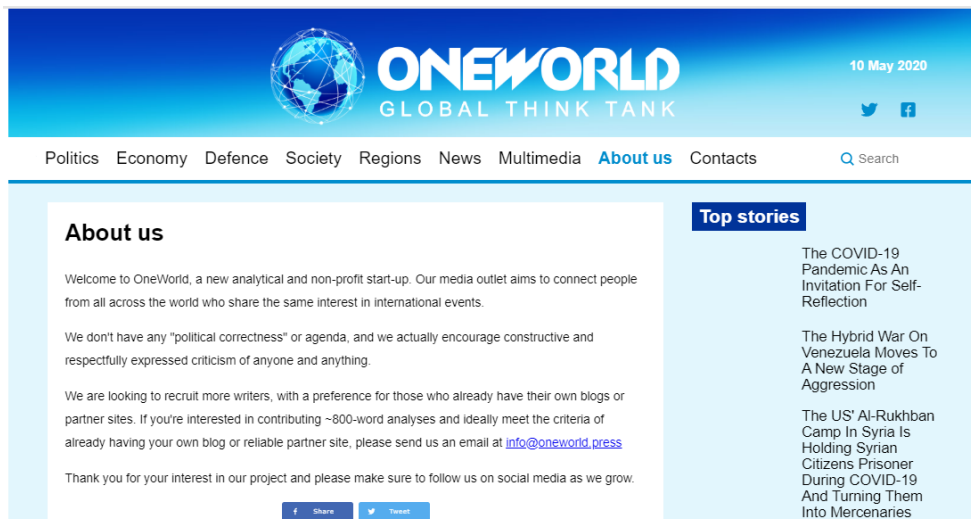 ONEWORLD
GLOBAL THINK TANK
10 May 2020
Politics Economy Defence Society Regions News Multimedia About us Contacts Search
About us
Welcome to OneWorld, a new analytical and non-profit start-up. Our media outlet aims to connect people
from all across the world who share the same interest in international events.
We don't have any "political correctness" or agenda, and we actually encourage constructive and
respectfully expressed criticism of anyone and anything.
We are looking to recruit more writers, with a preference for those who already have their own blogs or
partner sites. If you're interested in contributing ~800-word analyses and ideally meet the criteria of
already having your own blog or reliable partner site, please send us an email at info@oneworld.press
Thank you for your interest in our project and please make sure to follow us on social media as we grow.
Share Tweet
Top stories
The COVID-19
Pandemic As An
Invitation For Self-
Reflection
The Hybrid War On
Venezuela Moves To
A New Stage of
Aggression
The US' Al-Rukhban
Camp In Syria Is
Holding Syrian
Citizens Prisoner
During COVID-19
And Turning Them
Into Mercenaries